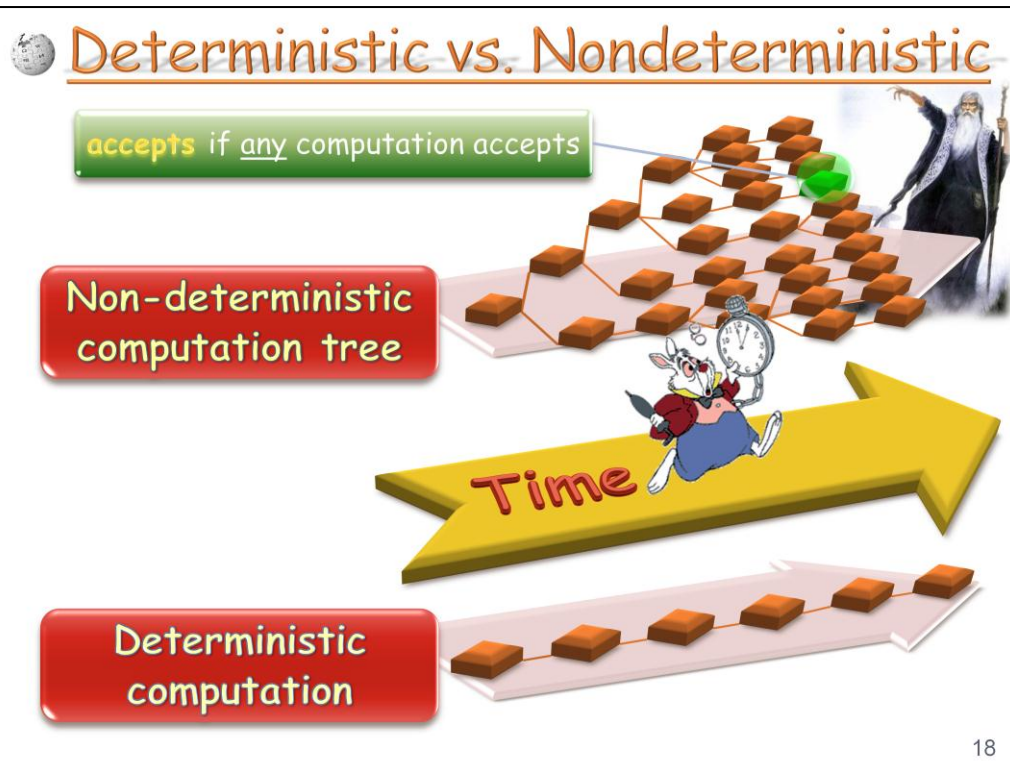 Deterministic vs. Nondeterministic
accepts if any computation accepts
Non-deterministic
computation tree
Time
Deterministic
computation
18